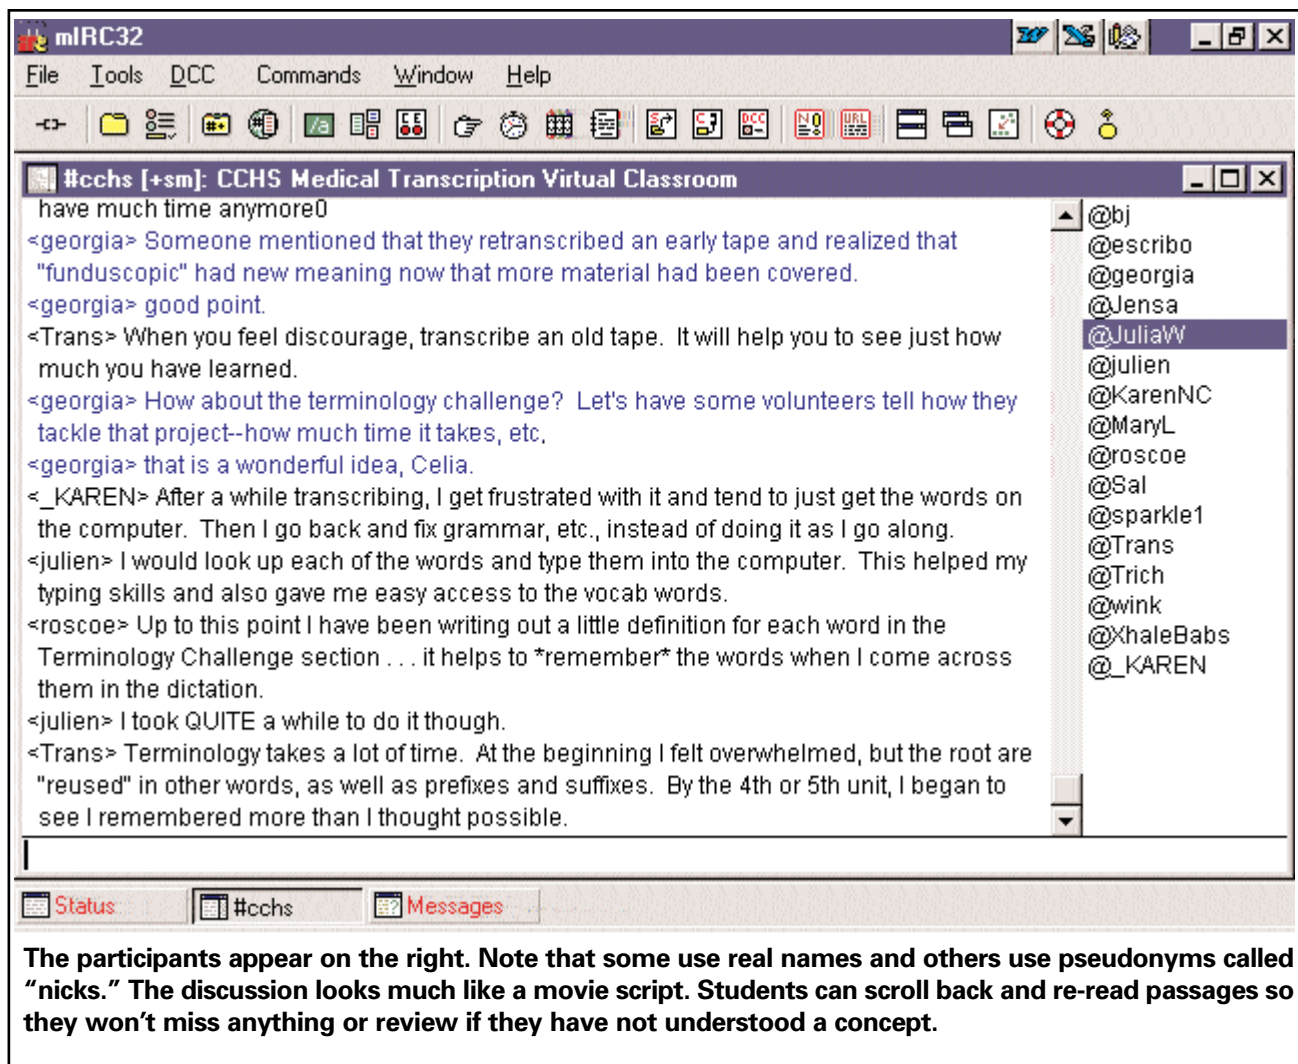 mIRC32
File Tools DCC Commands Window Help
#cchs [+sm]: CCHS Medical Transcription Virtual Classroom
have much time anymore0
<georgia> Someone mentioned that they retranscribed an early tape and realized that
"funduscopic" had new meaning now that more material had been covered.
<georgia> good point.
<Trans> When you feel discourage, transcribe an old tape. It will help you to see just how
much you have learned.
<georgia> How about the terminology challenge? Let's have some volunteers tell how they
tackle that project--how much time it takes, etc,
<georgia> that is a wonderful idea, Celia.
<_KAREN> After a while transcribing, I get frustrated with it and tend to just get the words on
the computer. Then I go back and fix grammar, etc., instead of doing it as I go along.
<julien> I would look up each of the words and type them into the computer. This helped my
typing skills and also gave me easy access to the vocab words.
<roscoe> Up to this point I have been writing out a little definition for each word in the
Terminology Challenge section . . . it helps to *remember* the words when I come across
them in the dictation.
<julien> I took QUITE a while to do it though.
<Trans> Terminology takes a lot of time. At the beginning I felt overwhelmed, but the root are
"reused" in other words, as well as prefixes and suffixes. By the 4th or 5th unit, I began to
see I remembered more than I thought possible.
@bj
@escribo
@georgia
@Jensa
@JuliaW
@julien
@KarenNC
@MaryL
@roscoe
@Sal
@sparkle1
@Trans
@Trich
@wink
@XhaleBabs
@_KAREN
Status #cchs Messages
The participants appear on the right. Note that some use real names and others use pseudonyms called
“nicks.” The discussion looks much like a movie script. Students can scroll back and re-read passages so
they won’t miss anything or review if they have not understood a concept.